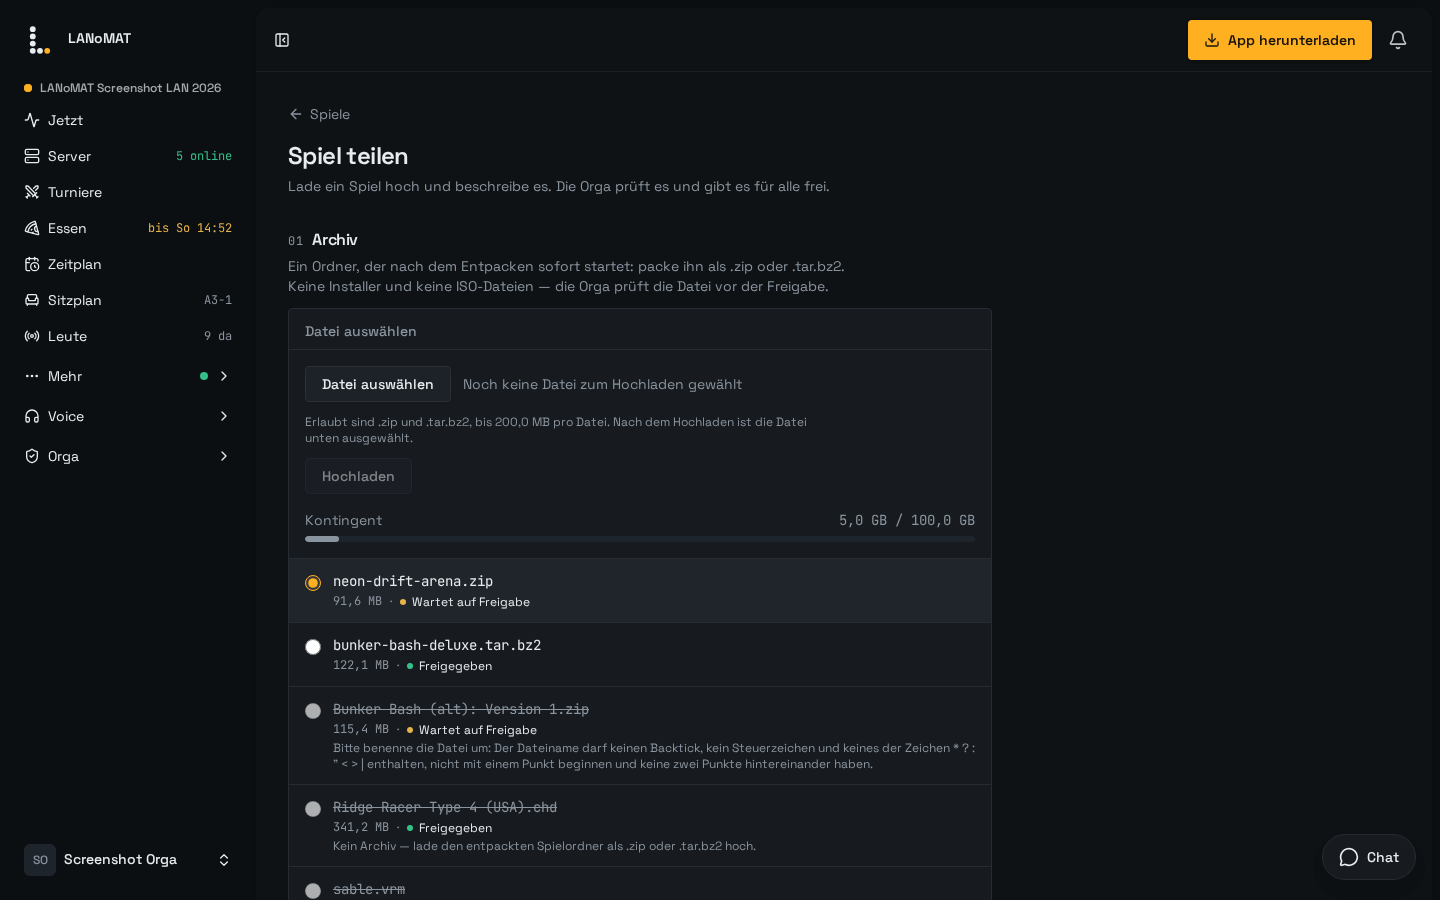 LANoMAT
App herunterladen
LANoMAT Screenshot LAN 2026
Jetzt
Server 5 online
Turniere
Essen bis So 14:52
Zeitplan
Sitzplan A3-1
Leute 9 da
Mehr
Voice
Orga
SO Screenshot Orga
Spiele
Spiel teilen
Lade ein Spiel hoch und beschreibe es. Die Orga prüft es und gibt es für alle frei.
01 Archiv
Ein Ordner, der nach dem Entpacken sofort startet: packe ihn als .zip oder .tar.bz2.
Keine Installer und keine ISO-Dateien — die Orga prüft die Datei vor der Freigabe.
Datei auswählen
Datei auswählen Noch keine Datei zum Hochladen gewählt
Erlaubt sind .zip und .tar.bz2, bis 200,0 MB pro Datei. Nach dem Hochladen ist die Datei
unten ausgewählt.
Hochladen
Kontingent 5,0 GB / 100,0 GB
neon-drift-arena.zip
91,6 MB · Wartet auf Freigabe
bunker-bash-deluxe.tar.bz2
122,1 MB · Freigegeben
Bunker Bash (alt): Version 1.zip
115,4 MB · Wartet auf Freigabe
Bitte benenne die Datei um: Der Dateiname darf keinen Backtick, kein Steuerzeichen und keines der Zeichen * ? :
" < > | enthalten, nicht mit einem Punkt beginnen und keine zwei Punkte hintereinander haben.
Ridge Racer Type 4 (USA).chd
341,2 MB · Freigegeben
Kein Archiv — lade den entpackten Spielordner als .zip oder .tar.bz2 hoch.
sable.vrm
Chat